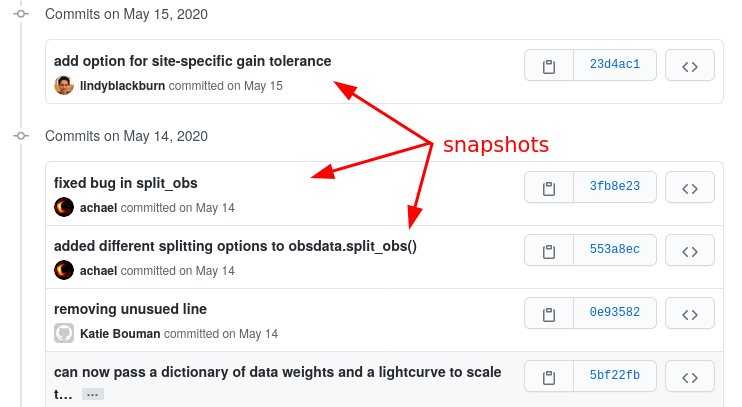 Commits on May 15, 2020
add option for site-specific gain tolerance
23d4ac1
lindyblackburn committed on May 15
Commits on May 14, 2020
snapshots
fixed bug in split_obs
3fb8e23
achael committed on May 14
added different splitting options to obsdata.split_obs()
553a8ec
achael committed on May 14
removing unusued line
0e93582
Katie Bouman committed on May 14
can now pass a dictionary of data weights and a lightcurve to scale
5bf22fb
t… …